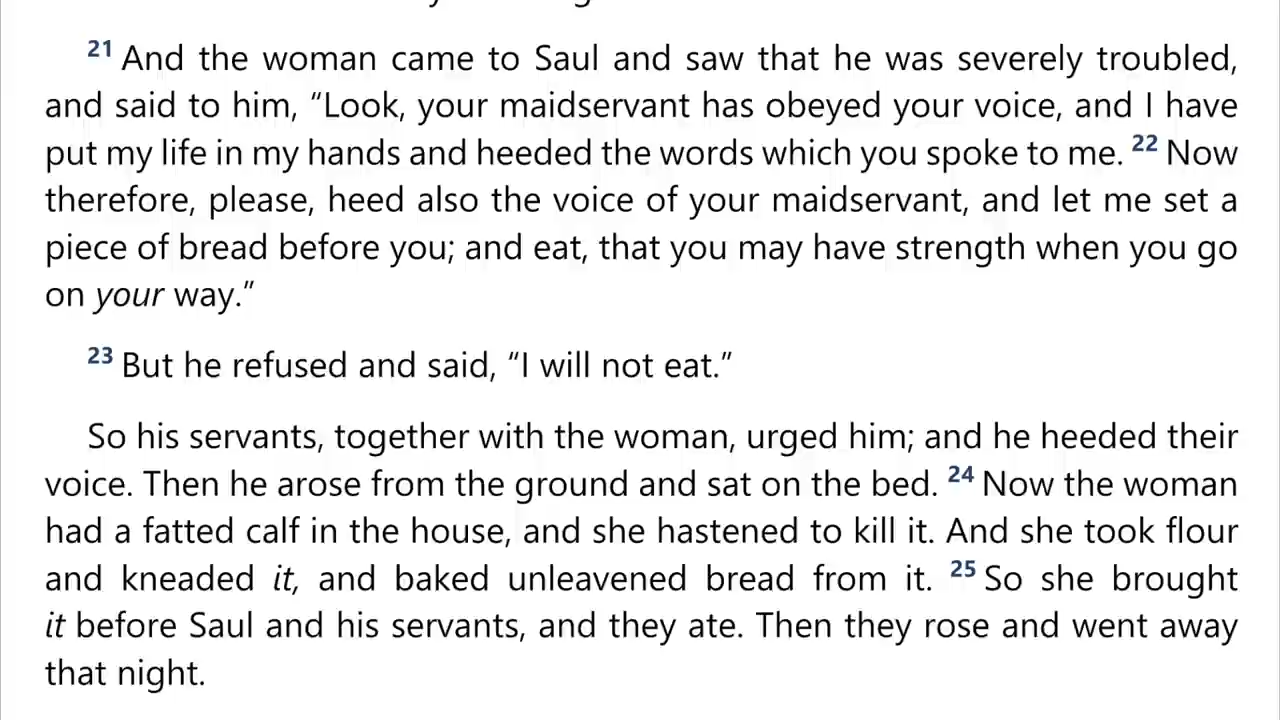 21 And the woman came to Saul and saw that he was severely troubled,
and said to him, “Look, your maidservant has obeyed your voice, and I have
put my life in my hands and heeded the words which you spoke to me. 22 Now
therefore, please, heed also the voice of your maidservant, and let me set a
piece of bread before you; and eat, that you may have strength when you go
on your way.”
23 But he refused and said, “I will not eat.”
So his servants, together with the woman, urged him; and he heeded their
voice. Then he arose from the ground and sat on the bed. 24 Now the woman
had a fatted calf in the house, and she hastened to kill it. And she took flour
and kneaded it, and baked unleavened bread from it. 25 So she brought
it before Saul and his servants, and they ate. Then they rose and went away
that night.